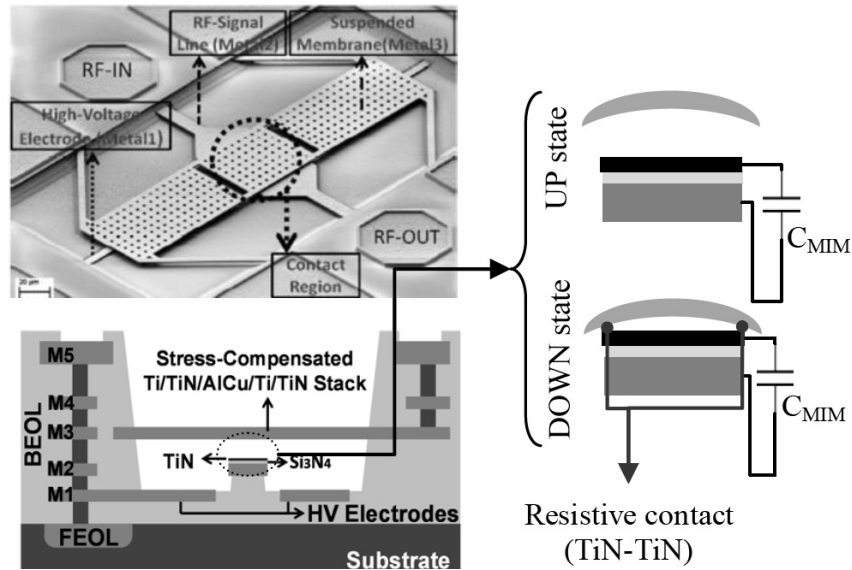 RF-Signal
Line (Metal2)
Suspended
Membrane(Metal3)
RF-IN
High-Voltage
Electrode (Metal1)
RF-OUT
Contact
Region
20 µm
UP state
C_MIM
DOWN state
C_MIM
Resistive contact
(TiN-TiN)
BEOL
M5
M4
M3
M2
M1
Stress-Compensated
Ti/TiN/AlCu/Ti/TiN Stack
TiN
Si₃N₄
HV Electrodes
FEOL
Substrate